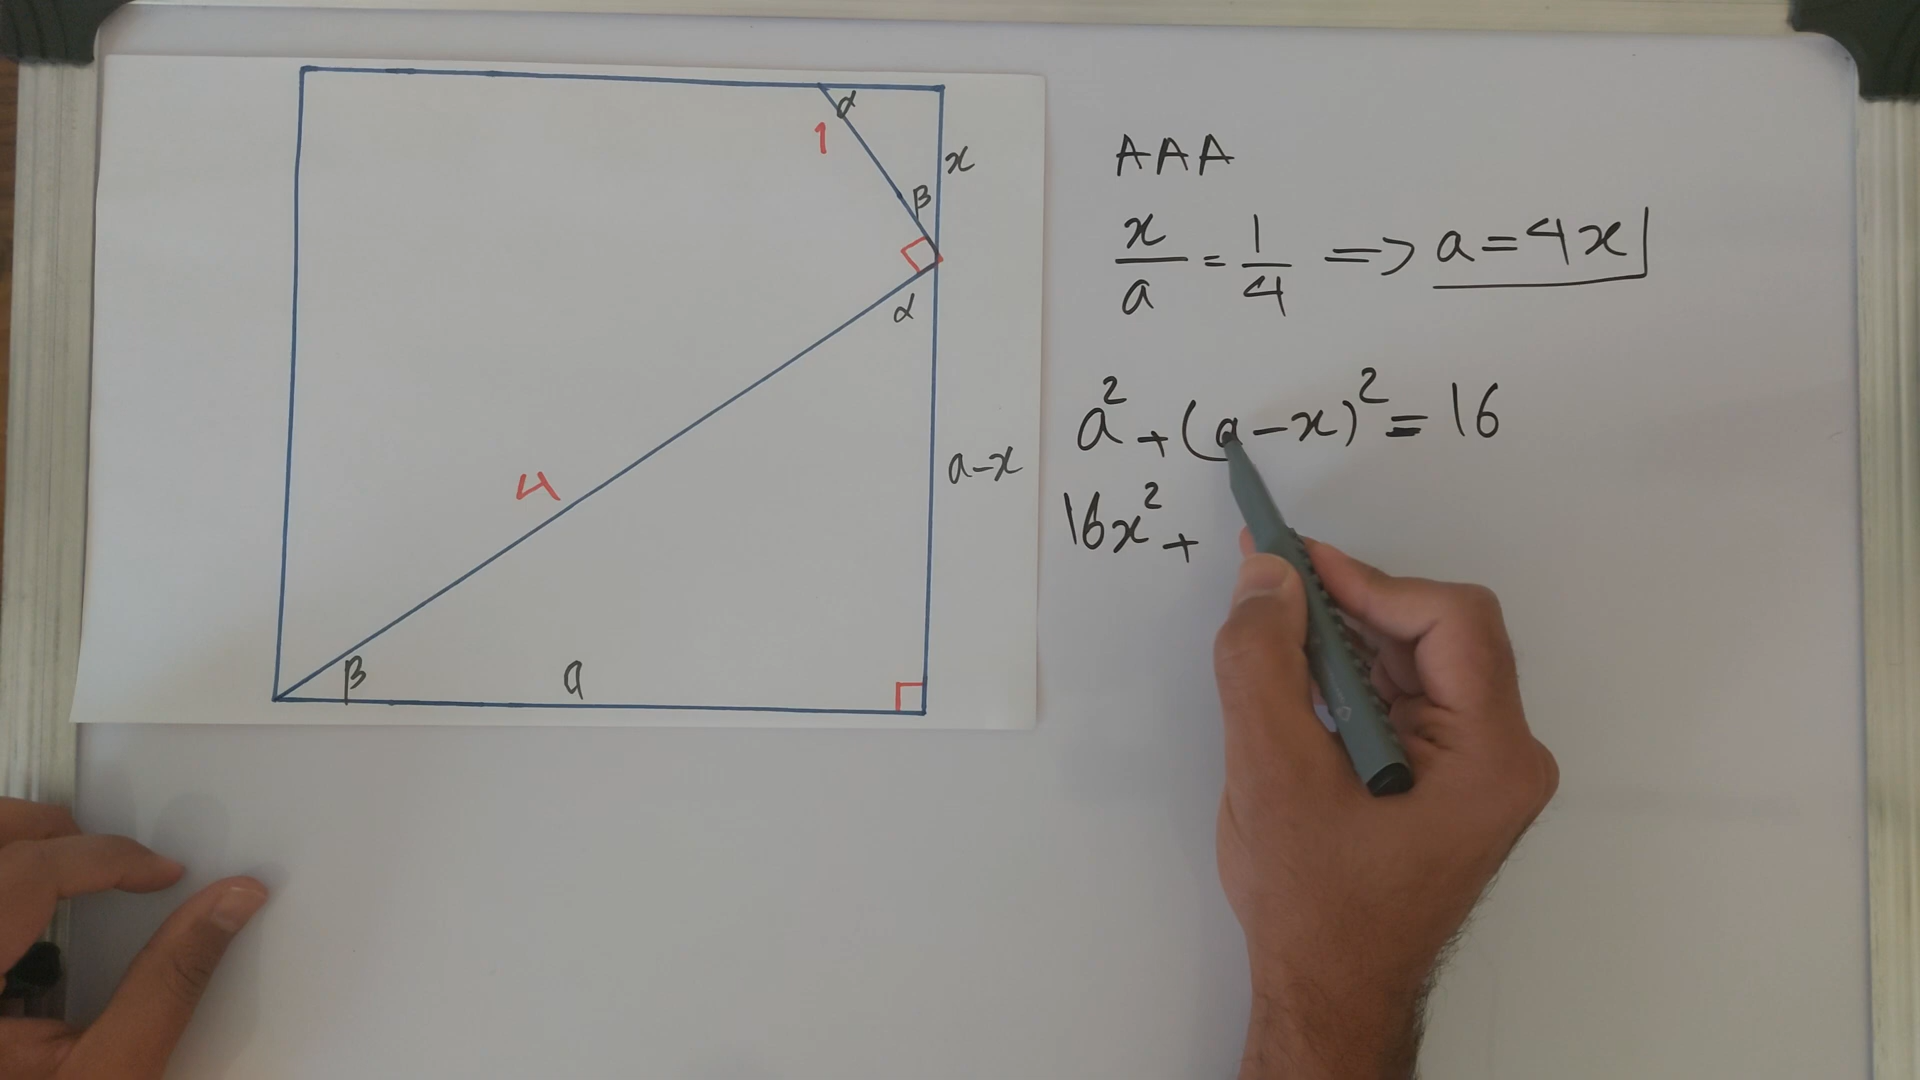 α
1
x
β
α
4
a-x
β
a
AAA
x/a = 1/4 => a=4x
a² + (a-x)² = 16
16x² +